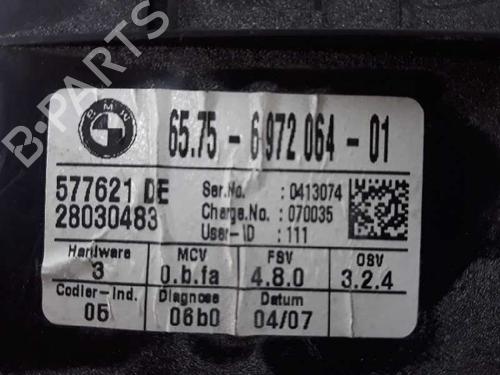 B-PARTS
BMW
65.75 - 6 972 064 - 01
577621 DE
28030483
Ser.No. : 0413074
Charge.No. : 070035
User-ID : 111
Hardware MCV FSV OSV
3 0.b.fa 4.8.0 3.2.4
Codier-Ind. Diagnose Datum
05 06b0 04/07